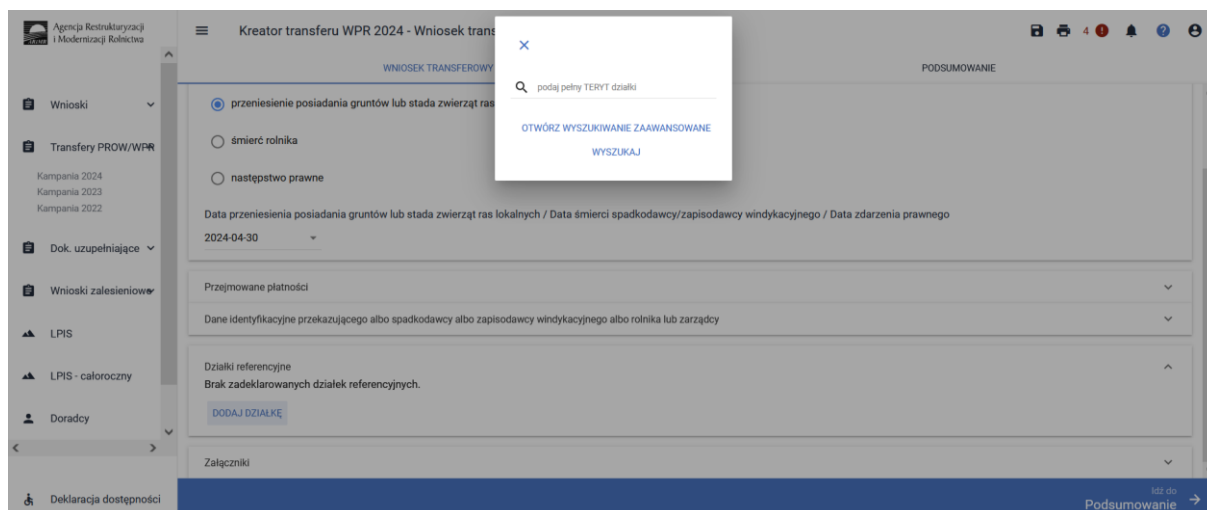 Agencja Restrukturyzacji
i Modernizacji Rolnictwa
Kreator transferu WPR 2024 - Wniosek trans
4
WNIOSEK TRANSFEROWY
PODSUMOWANIE
podaj pełny TERYT działki
OTWÓRZ WYSZUKIWANIE ZAAWANSOWANE
WYSZUKAJ
Wnioski
Transfery PROW/WPR
Kampania 2024
Kampania 2023
Kampania 2022
Dok. uzupełniające
Wnioski zalesieniowe
LPIS
LPIS - całoroczny
Doradcy
Deklaracja dostępności
przeniesienie posiadania gruntów lub stada zwierząt ras
śmierć rolnika
następstwo prawne
Data przeniesienia posiadania gruntów lub stada zwierząt ras lokalnych / Data śmierci spadkodawcy/zapisodawcy windykacyjnego / Data zdarzenia prawnego
2024-04-30
Przejmowane płatności
Dane identyfikacyjne przekazującego albo spadkodawcy albo zapisodawcy windykacyjnego albo rolnika lub zarządcy
Działki referencyjne
Brak zadeklarowanych działek referencyjnych.
DODAJ DZIAŁKĘ
Załączniki
Idź do
Podsumowanie